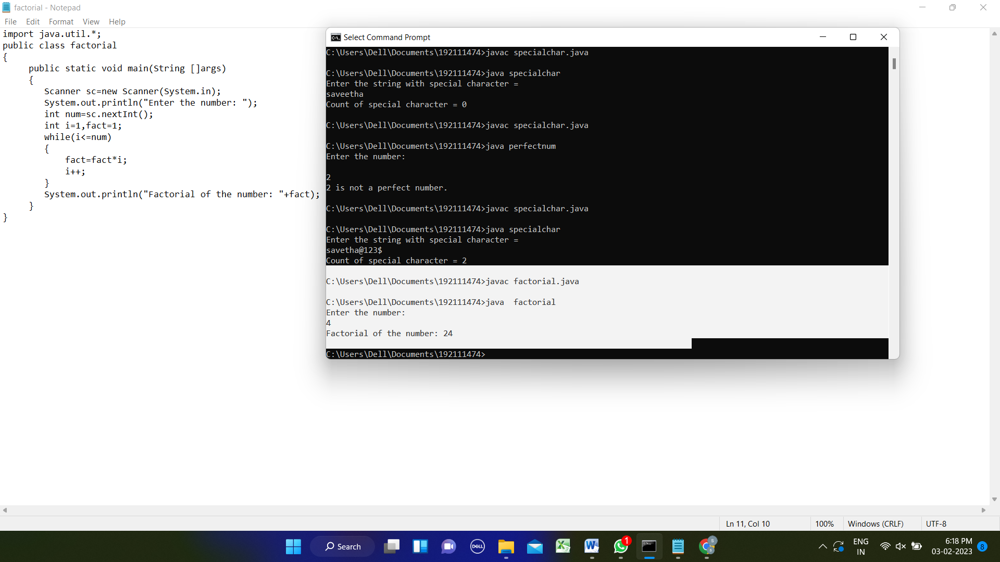 factorial - Notepad
File Edit Format View Help
import java.util.*;
public class factorial
{
public static void main(String []args)
{
Scanner sc=new Scanner(System.in);
System.out.println("Enter the number: ");
int num=sc.nextInt();
int i=1,fact=1;
while(i<=num)
{
fact=fact*i;
i++;
}
System.out.println("Factorial of the number: "+fact);
}
}
Select Command Prompt
C:\Users\Dell\Documents\192111474>javac specialchar.java
C:\Users\Dell\Documents\192111474>java specialchar
Enter the string with special character =
saveetha
Count of special character = 0
C:\Users\Dell\Documents\192111474>javac specialchar.java
C:\Users\Dell\Documents\192111474>java perfectnum
Enter the number:
2
2 is not a perfect number.
C:\Users\Dell\Documents\192111474>javac specialchar.java
C:\Users\Dell\Documents\192111474>java specialchar
Enter the string with special character =
savetha@123$
Count of special character = 2
C:\Users\Dell\Documents\192111474>javac factorial.java
C:\Users\Dell\Documents\192111474>java  factorial
Enter the number:
4
Factorial of the number: 24
C:\Users\Dell\Documents\192111474>
Ln 11, Col 10 100% Windows (CRLF) UTF-8
Search
DELL
1
ENG
IN
6:18 PM
03-02-2023
8